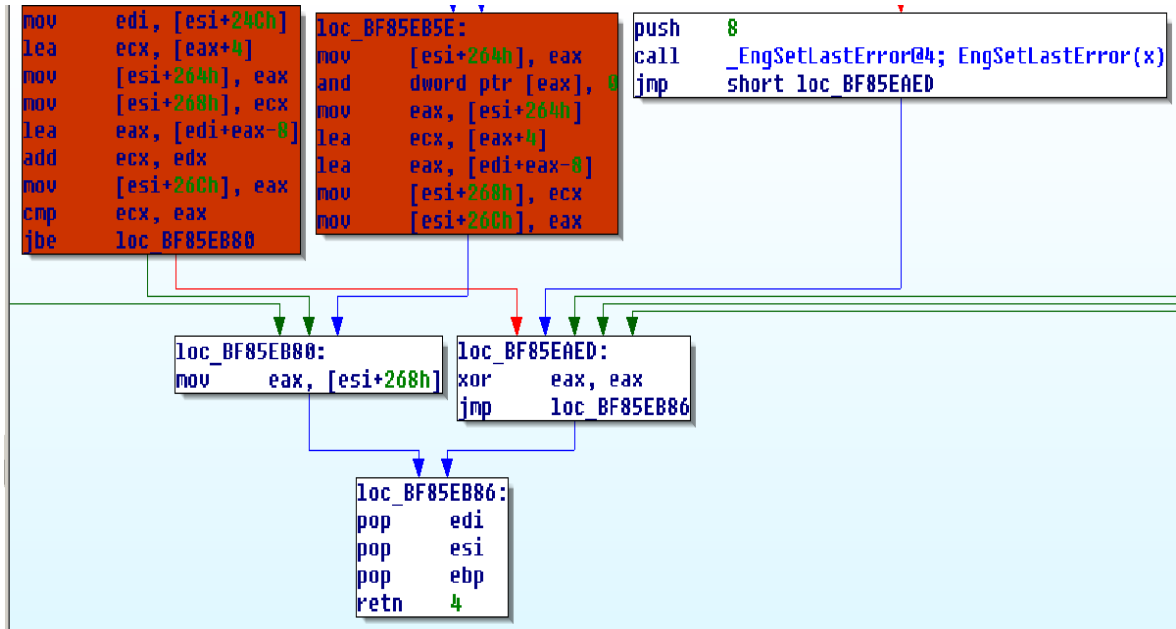 mov edi, [esi+24Ch]
lea ecx, [eax+4]
mov [esi+264h], eax
mov [esi+268h], ecx
lea eax, [edi+eax-8]
add ecx, edx
mov [esi+26Ch], eax
cmp ecx, eax
jbe loc_BF85EB80
loc_BF85EB5E:
mov [esi+264h], eax
and dword ptr [eax], 0
mov eax, [esi+264h]
lea ecx, [eax+4]
lea eax, [edi+eax-8]
mov [esi+268h], ecx
mov [esi+26Ch], eax
push 8
call _EngSetLastError@4; EngSetLastError(x)
jmp short loc_BF85EAED
loc_BF85EB80:
mov eax, [esi+268h]
loc_BF85EAED:
xor eax, eax
jmp loc_BF85EB86
loc_BF85EB86:
pop edi
pop esi
pop ebp
retn 4